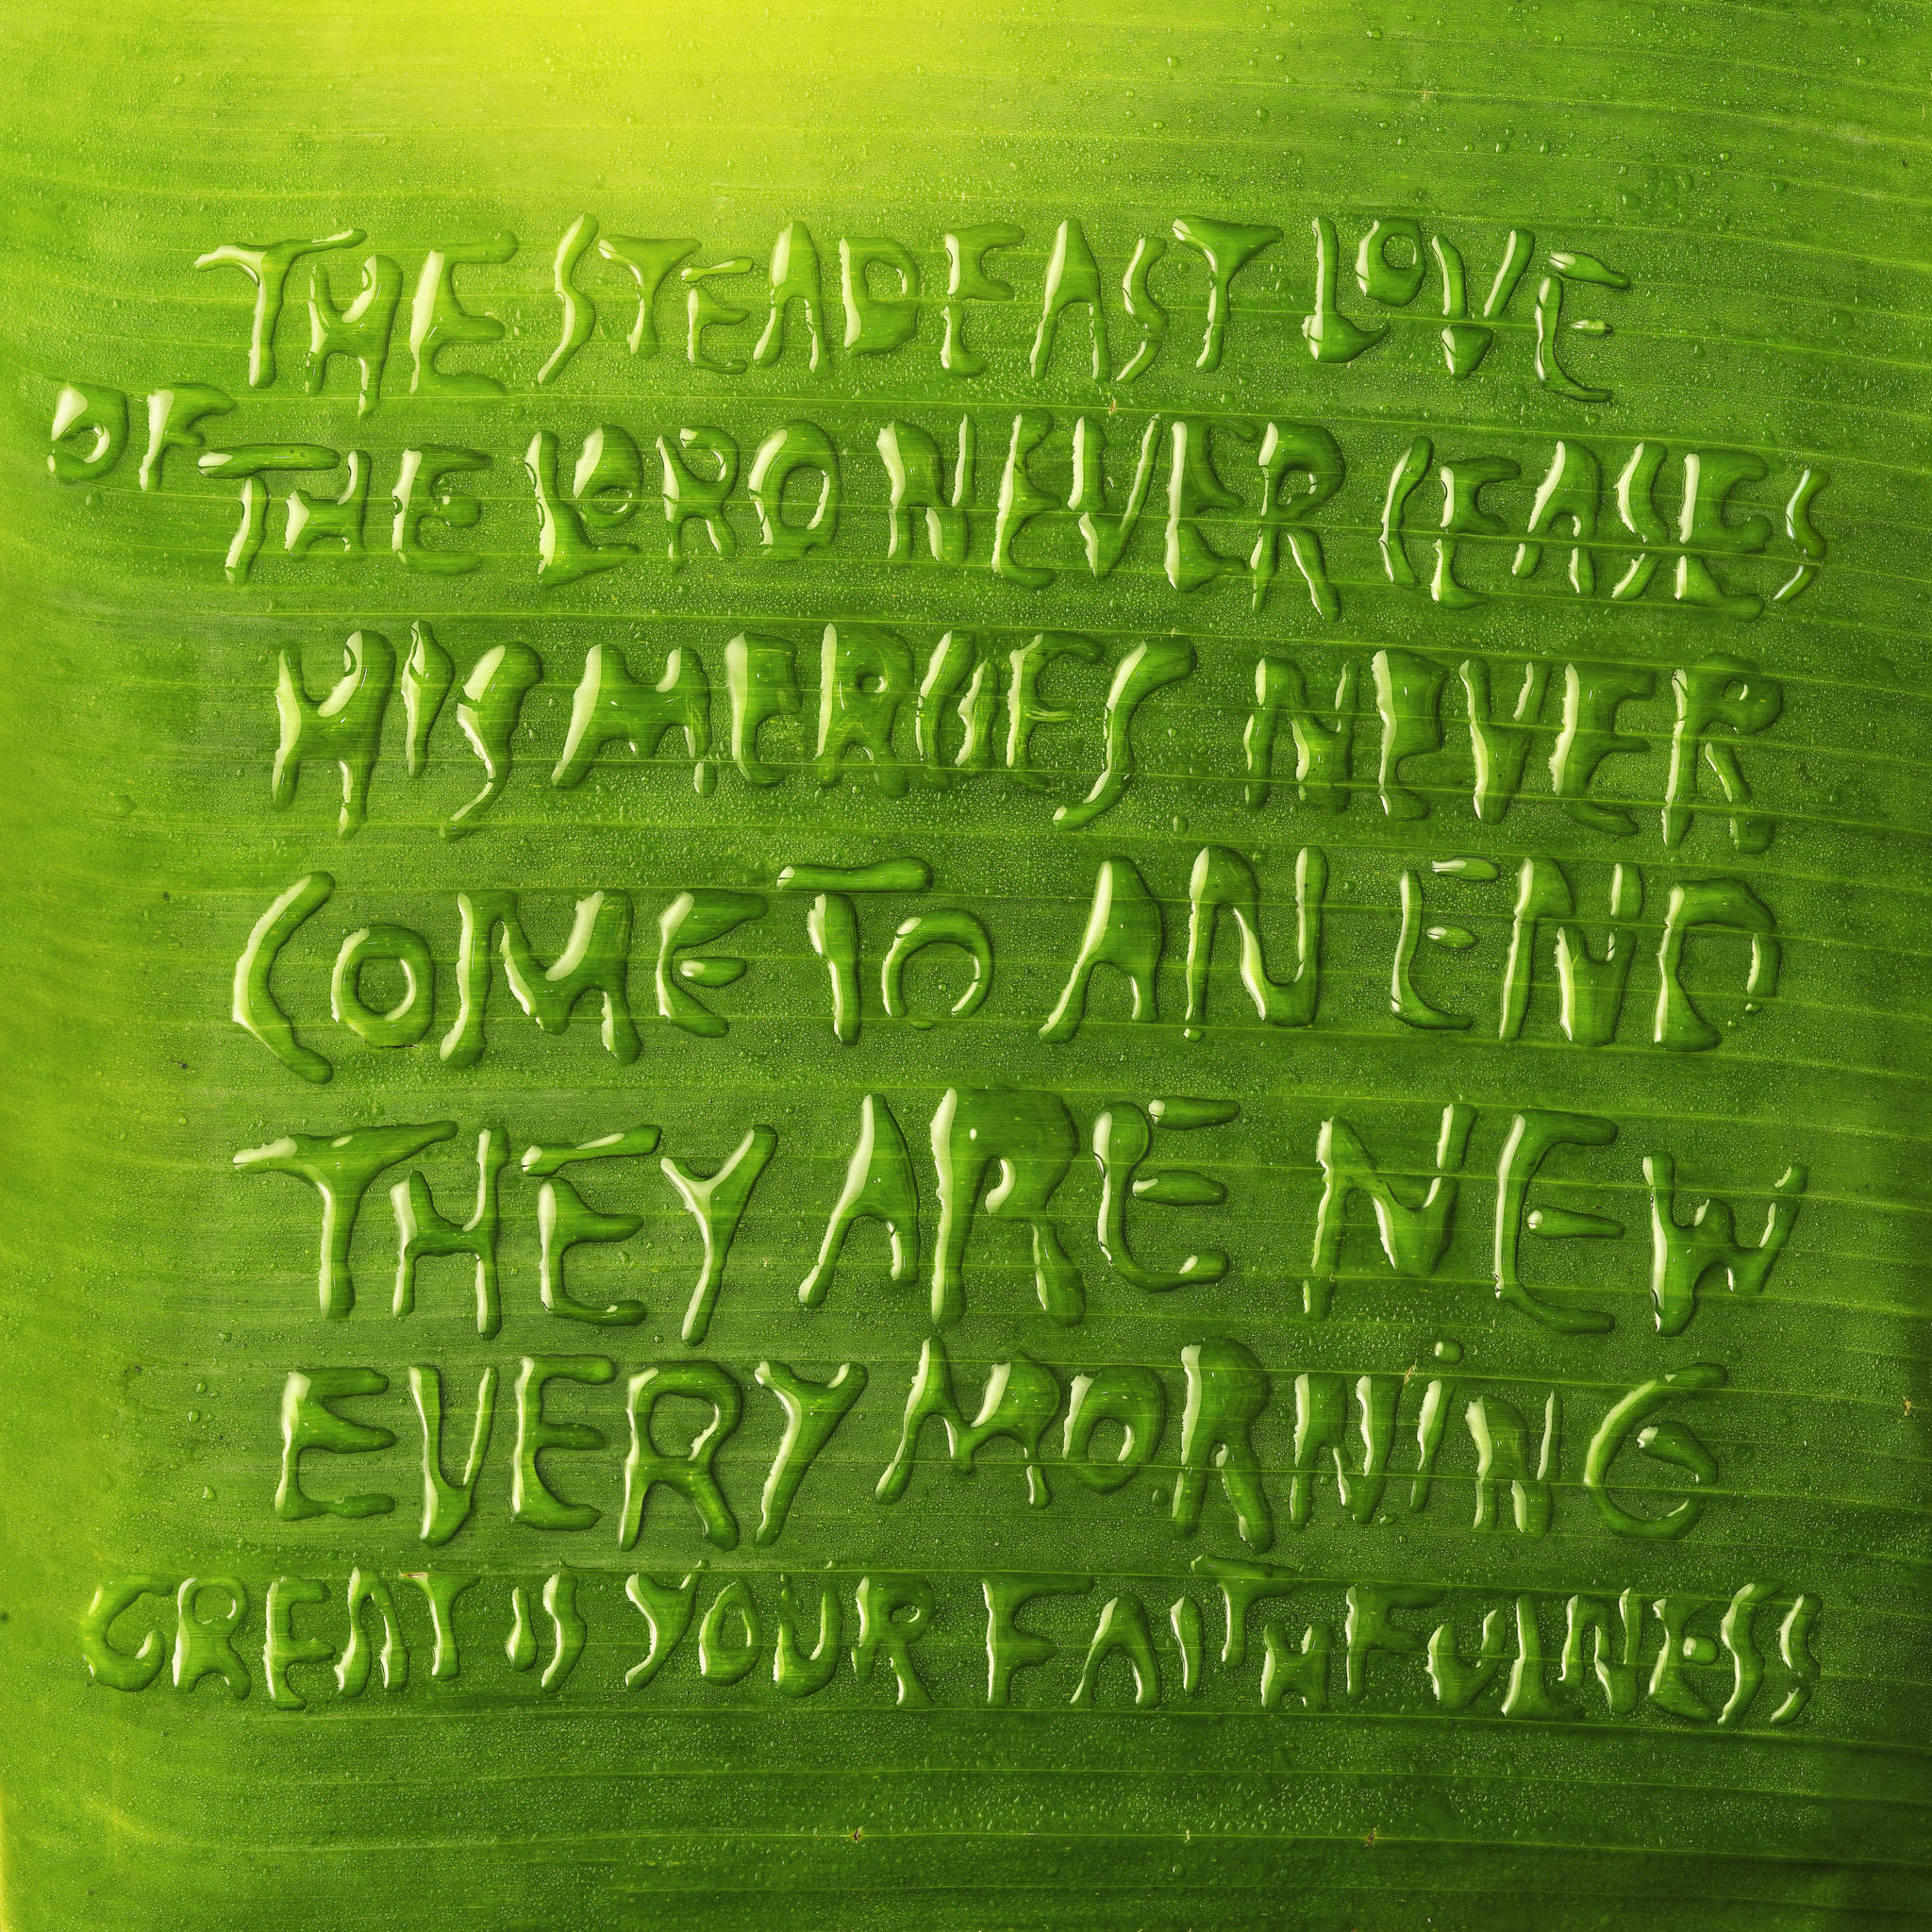 THE STEADFAST LOVE
OF THE LORD NEVER CEASES
HIS MERCIES NEVER
COME TO AN END
THEY ARE NEW
EVERY MORNING
GREAT IS YOUR FAITHFULNESS